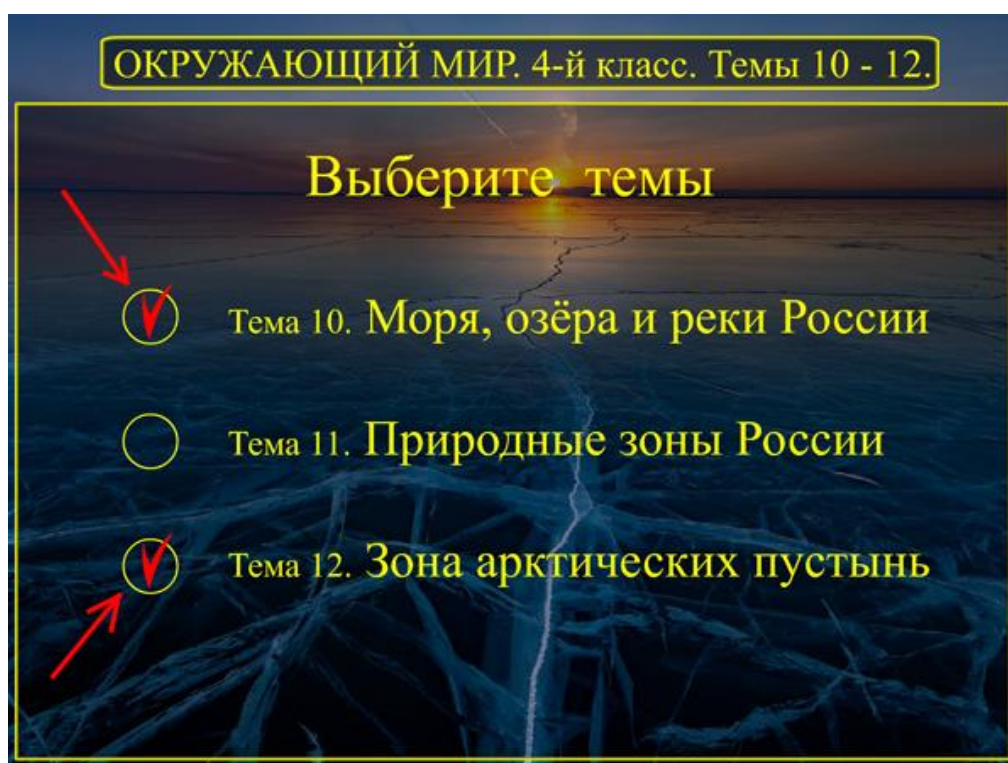 ОКРУЖАЮЩИЙ МИР. 4-й класс. Темы 10 - 12.
Выберите темы
Тема 10. Моря, озёра и реки России
Тема 11. Природные зоны России
Тема 12. Зона арктических пустынь